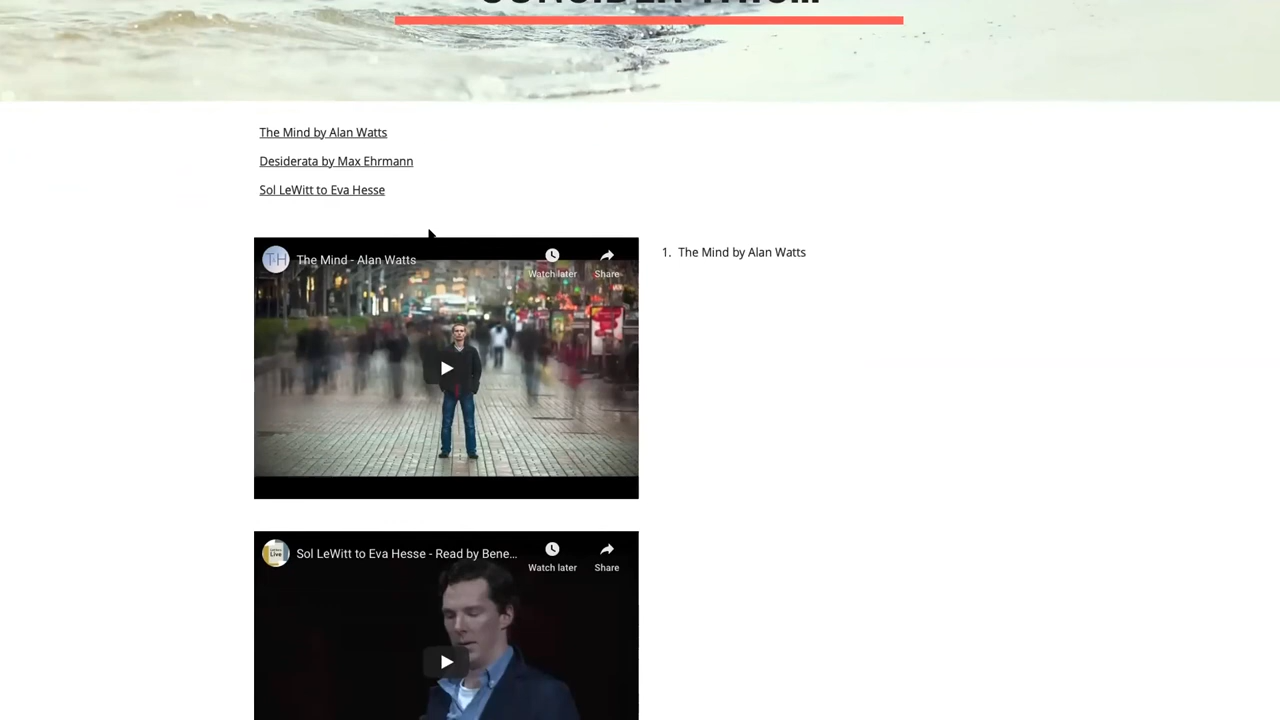 The Mind by Alan Watts
Desiderata by Max Ehrmann
Sol LeWitt to Eva Hesse
TH The Mind - Alan Watts
Watch later
Share
1. The Mind by Alan Watts
Live Sol LeWitt to Eva Hesse - Read by Bene...
Watch later
Share